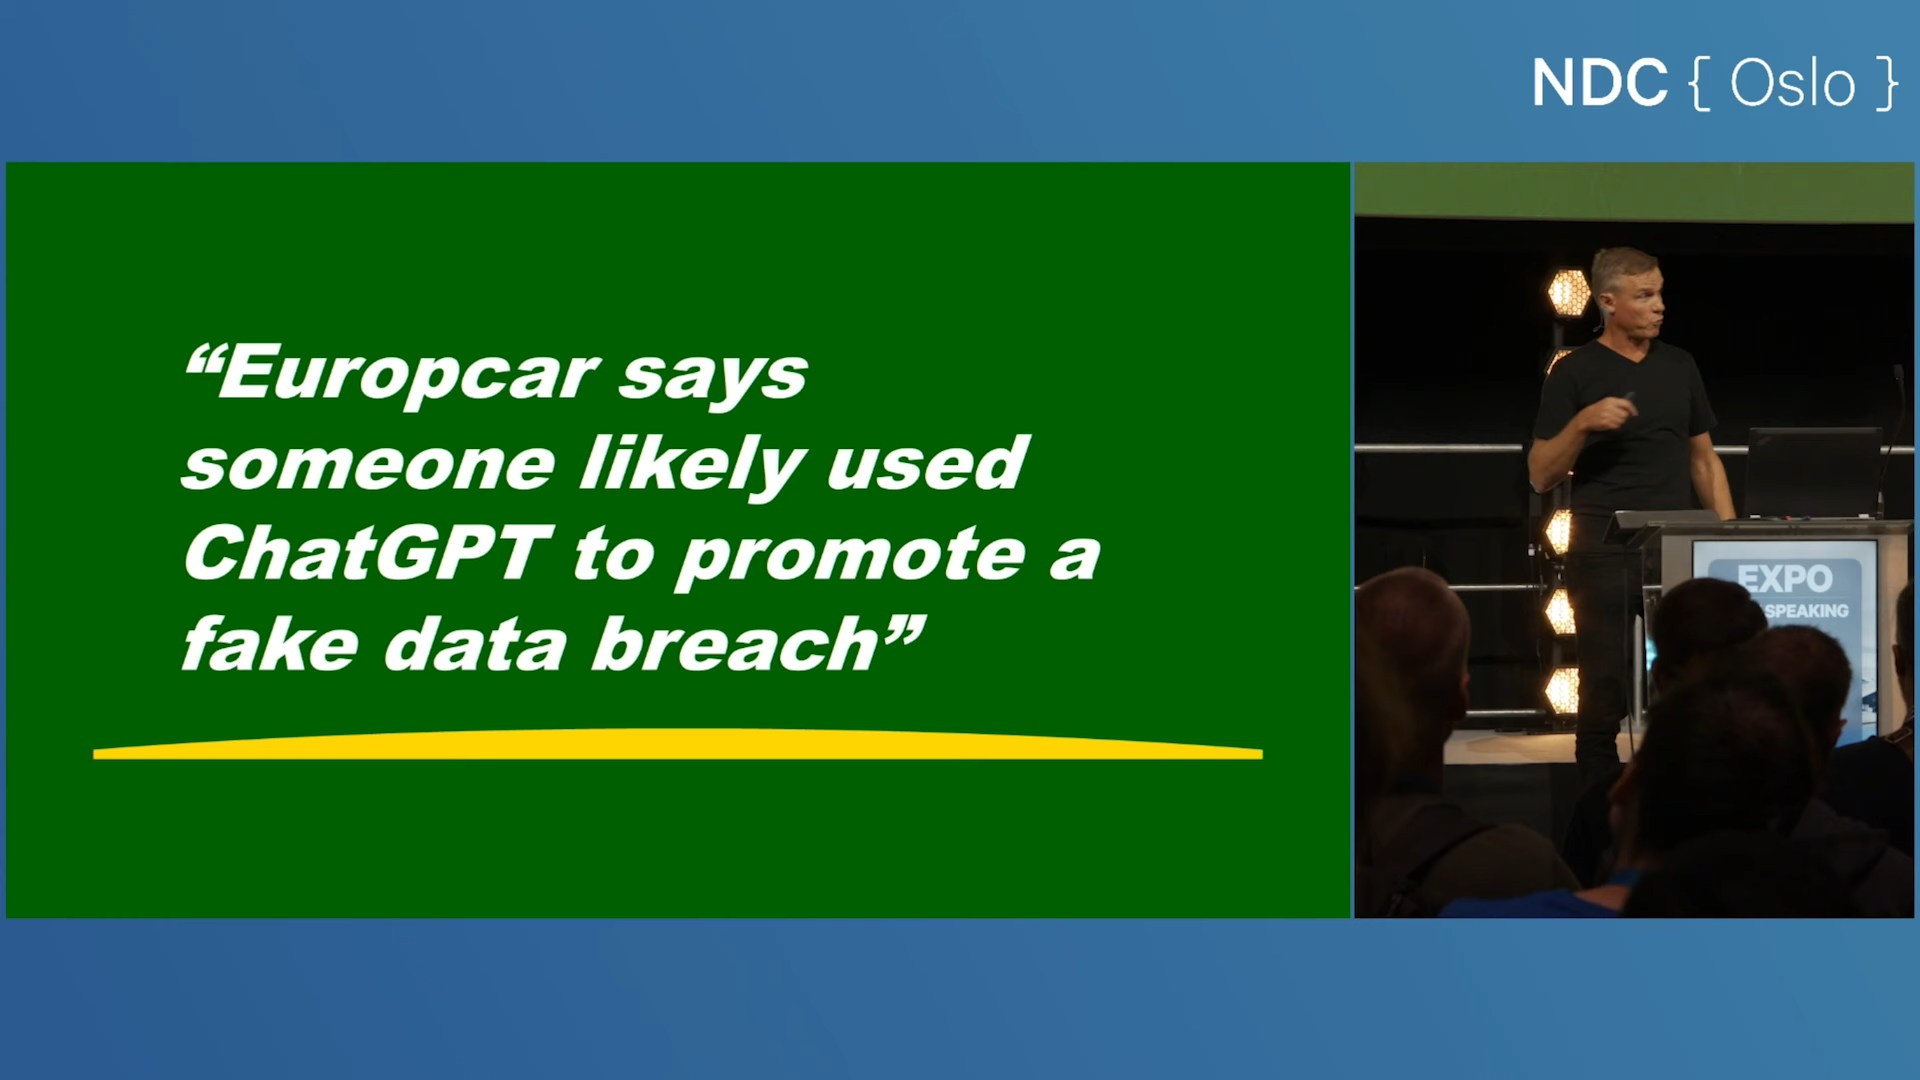 NDC { Oslo }
“Europcar says
someone likely used
ChatGPT to promote a
fake data breach”
EXPO
SPEAKING